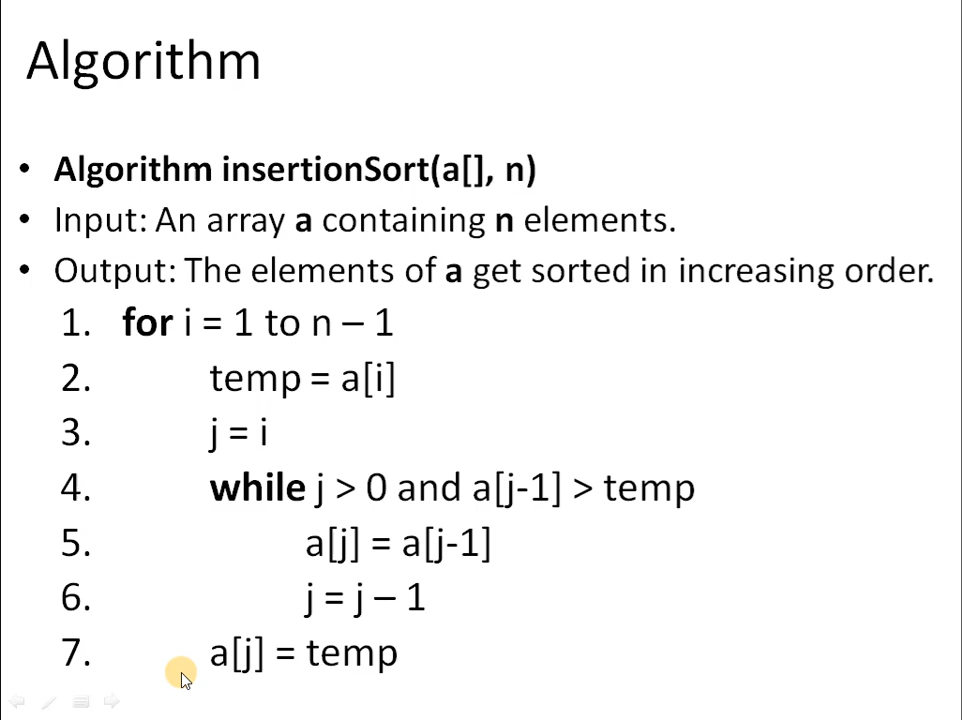 Algorithm
• Algorithm insertionSort(a[], n)
• Input: An array a containing n elements.
• Output: The elements of a get sorted in increasing order.
1. for i = 1 to n – 1
2. temp = a[i]
3. j = i
4. while j > 0 and a[j-1] > temp
5. a[j] = a[j-1]
6. j = j – 1
7. a[j] = temp